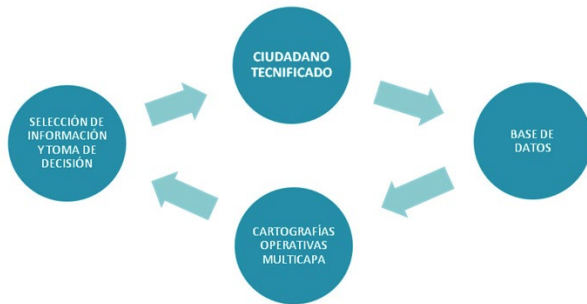 CIUDADANO
TECNIFICADO
SELECCIÓN DE
INFORMACIÓN
Y TOMA DE
DECISIÓN
BASE DE
DATOS
CARTOGRAFÍAS
OPERATIVAS
MULTICAPA